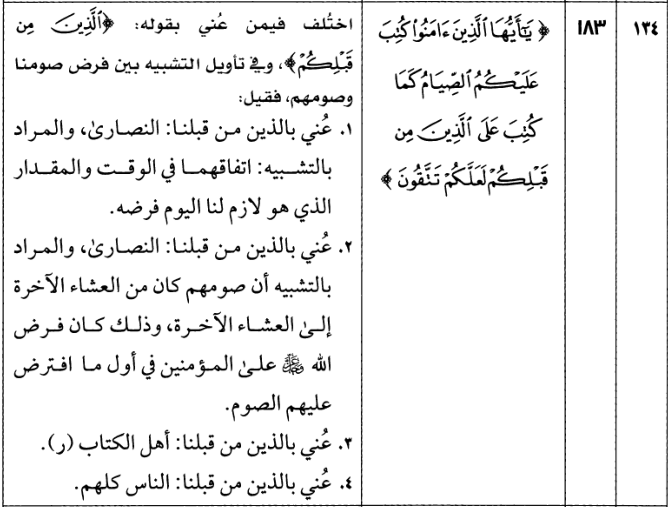 ١٣٤
١٨٣
﴿ يَٰٓأَيُّهَا ٱلَّذِينَ ءَامَنُوا۟ كُتِبَ
عَلَيْكُمُ ٱلصِّيَامُ كَمَا
كُتِبَ عَلَى ٱلَّذِينَ مِن
قَبْلِكُمْ لَعَلَّكُمْ تَتَّقُونَ ﴾
اختُلف فيمن عُني بقوله: ﴿ٱلَّذِينَ مِن
قَبْلِكُمْ﴾، وفي تأويل التشبيه بين فرض صومنا
وصومهم، فقيل:
١. عُني بالذين من قبلنا: النصارىٰ، والمراد
بالتشبيه: اتفاقهما في الوقت والمقدار
الذي هو لازم لنا اليوم فرضه.
٢. عُني بالذين من قبلنا: النصارىٰ، والمراد
بالتشبيه أن صومهم كان من العشاء الآخرة
إلىٰ العشاء الآخرة، وذلك كان فرض
الله ﷻ علىٰ المؤمنين في أول ما افترض
عليهم الصوم.
٣. عُني بالذين من قبلنا: أهل الكتاب (ر).
٤. عُني بالذين من قبلنا: الناس كلهم.